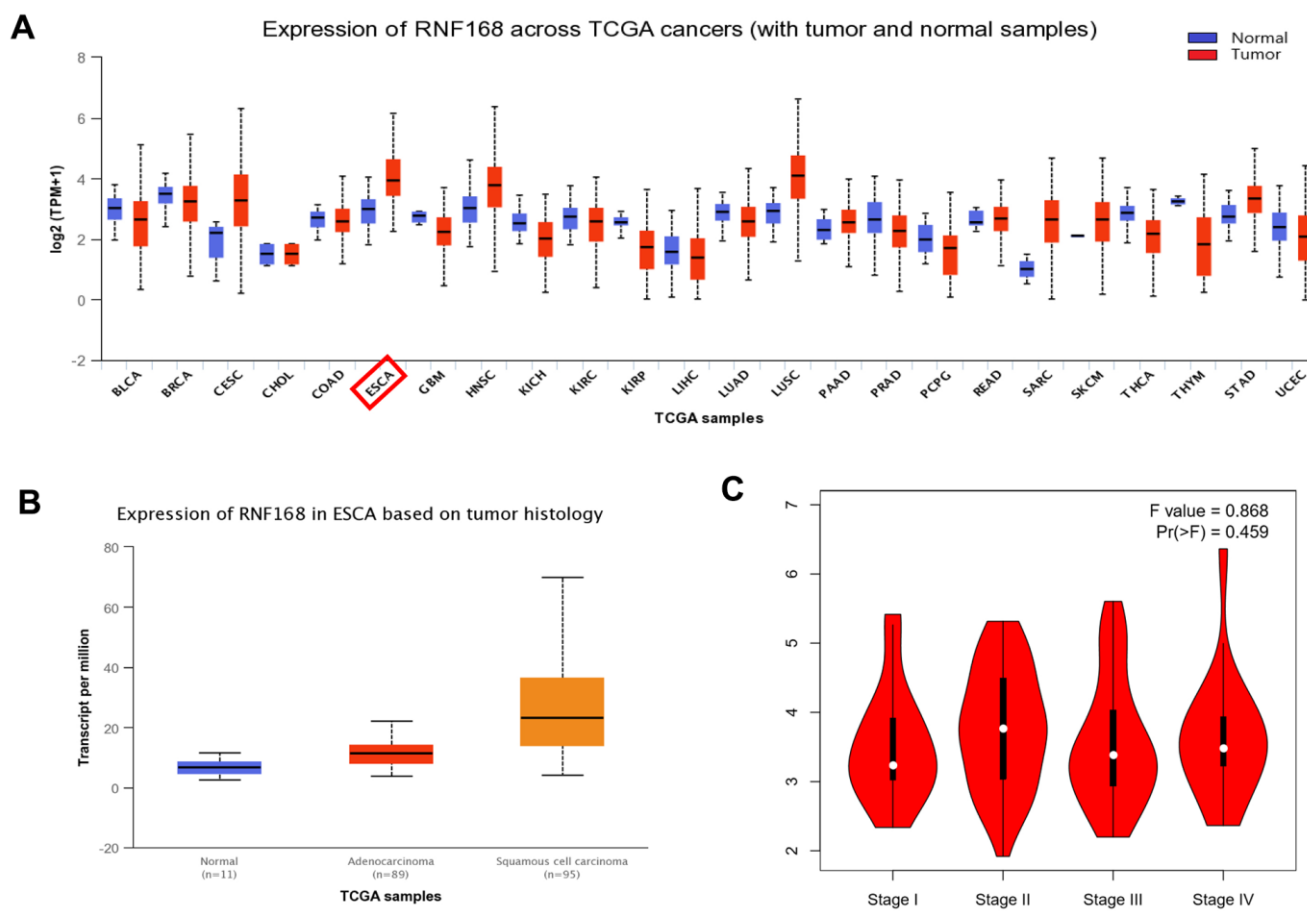 A
Expression of RNF168 across TCGA cancers (with tumor and normal samples)
Normal
Tumor
log2 (TPM+1)
8
6
4
2
0
-2
BLCA
BRCA
CESC
CHOL
COAD
ESCA
GBM
HNSC
KICH
KIRC
KIRP
LIHC
LUAD
LUSC
PAAD
PRAD
PCPG
READ
SARC
SKCM
THCA
THYM
STAD
UCEC
TCGA samples
B
Expression of RNF168 in ESCA based on tumor histology
Transcript per million
80
60
40
20
0
-20
Normal
(n=11)
Adenocarcinoma
(n=89)
Squamous cell carcinoma
(n=95)
TCGA samples
C
F value = 0.868
Pr(>F) = 0.459
7
6
5
4
3
2
Stage I
Stage II
Stage III
Stage IV